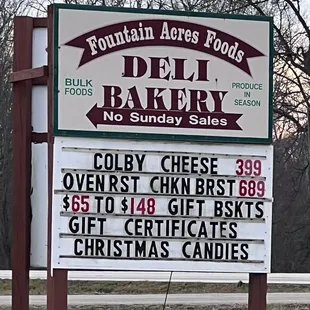 Fountain Acres Foods
DELI
BULK FOODS
PRODUCE IN SEASON
BAKERY
No Sunday Sales
COLBY CHEESE 399
OVEN RST CHKN BRST 689
$65 TO $148 GIFT BSKTS
GIFT CERTIFICATES
CHRISTMAS CANDIES